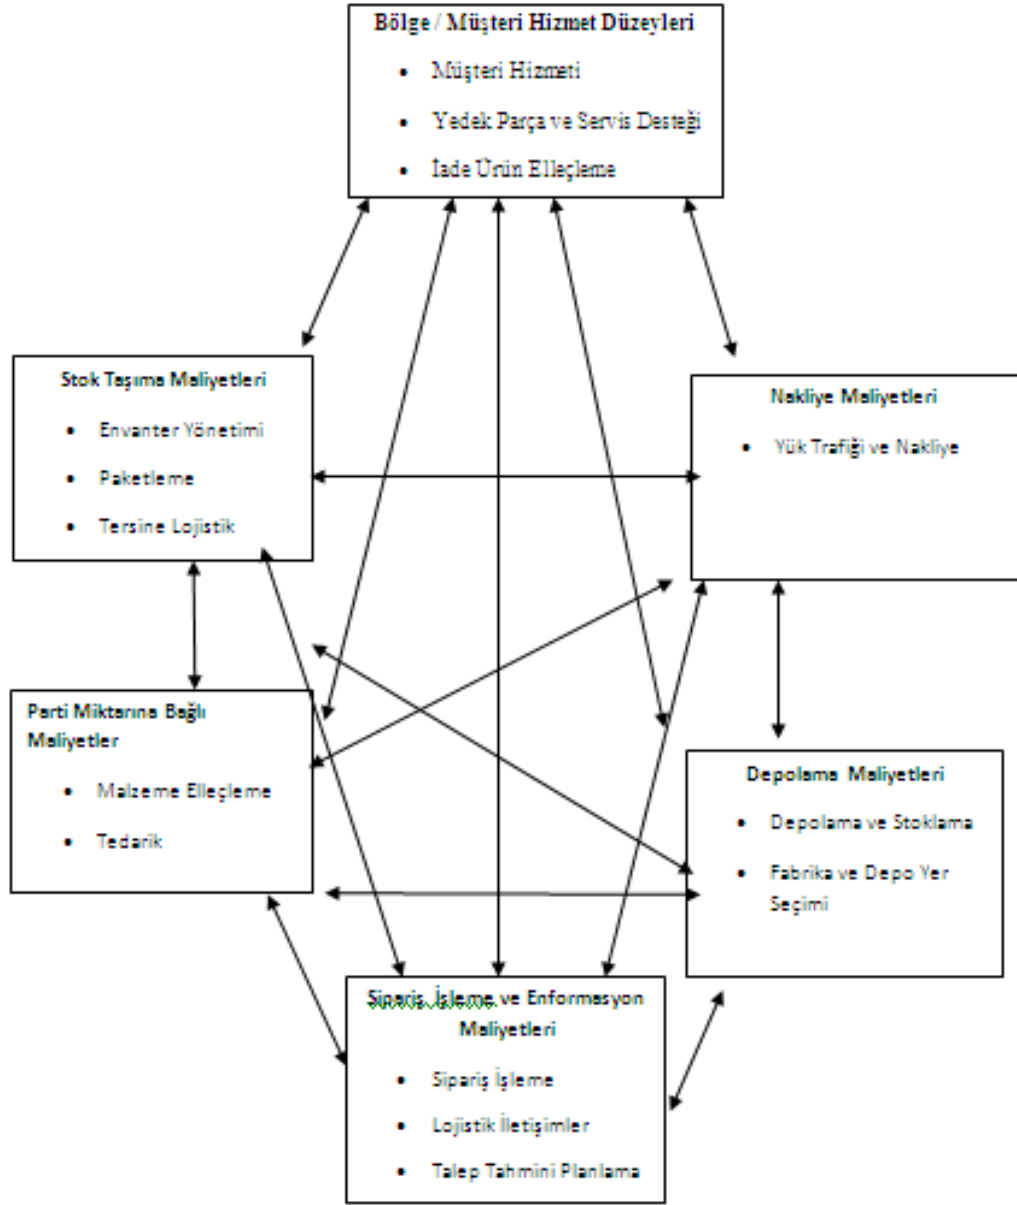 Bölge / Müşteri Hizmet Düzeyleri
• Müşteri Hizmeti
• Yedek Parça ve Servis Desteği
• İade Ürün Elleçleme
Stok Taşıma Maliyetleri
• Envanter Yönetimi
• Paketleme
• Tersine Lojistik
Nakliye Maliyetleri
• Yük Trafiği ve Nakliye
Parti Miktarına Bağlı
Maliyetler
• Malzeme Elleçleme
• Tedarik
Depolama Maliyetleri
• Depolama ve Stoklama
• Fabrika ve Depo Yer
Seçimi
Sipariş İşleme ve Enformasyon
Maliyetleri
• Sipariş İşleme
• Lojistik İletişimler
• Talep Tahmini Planlama